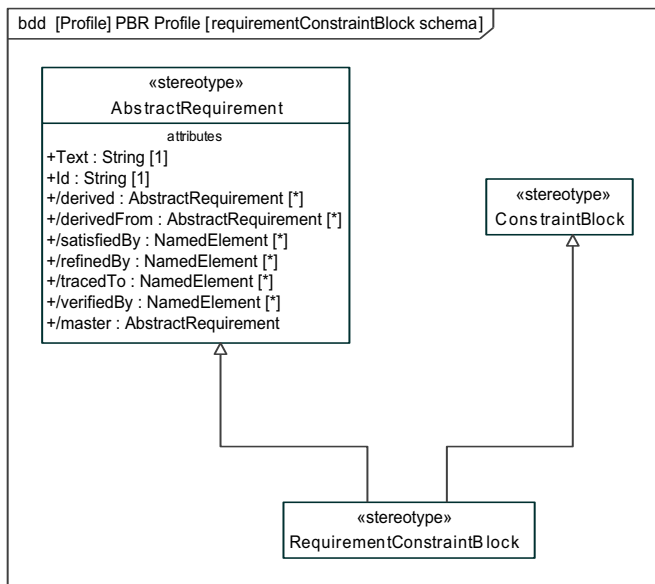 bdd [Profile] PBR Profile [requirementConstraintBlock schema]
«stereotype»
AbstractRequirement
attributes
+Text : String [1]
+Id : String [1]
+/derived : AbstractRequirement [*]
+/derivedFrom : AbstractRequirement [*]
+/satisfiedBy : NamedElement [*]
+/refinedBy : NamedElement [*]
+/tracedTo : NamedElement [*]
+/verifiedBy : NamedElement [*]
+/master : AbstractRequirement
«stereotype»
ConstraintBlock
«stereotype»
RequirementConstraintBlock